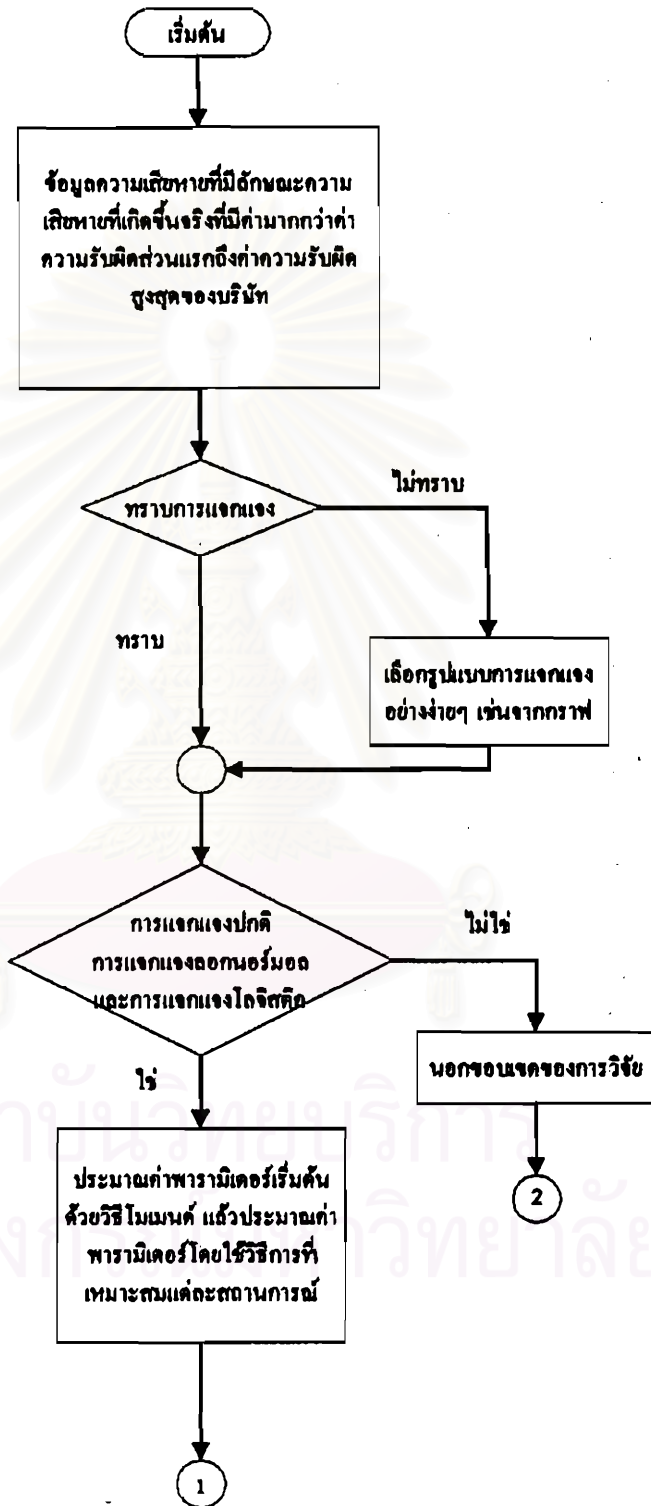 เริ่มต้น
ข้อมูลความเสียหายที่มีลักษณะความ
เสียหายที่เกิดขึ้นจริงที่มีค่ามากกว่าค่า
ความรับผิดส่วนแรกถึงค่าความรับผิด
สูงสุดของบริษัท
ทราบการแจกแจง
ไม่ทราบ
ทราบ
เลือกรูปแบบการแจกแจง
อย่างง่ายๆ เช่นจากกราฟ
การแจกแจงปกติ
การแจกแจงลอกนอร์มอล
และการแจกแจงโลจิสติค
ไม่ใช่
ใช่
นอกขอบเขตของการวิจัย
ประมาณค่าพารามิเตอร์เริ่มต้น
ด้วยวิธีโมเมนต์ แล้วประมาณค่า
พารามิเตอร์โดยใช้วิธีการที่
เหมาะสมแต่ละสถานการณ์
2
1